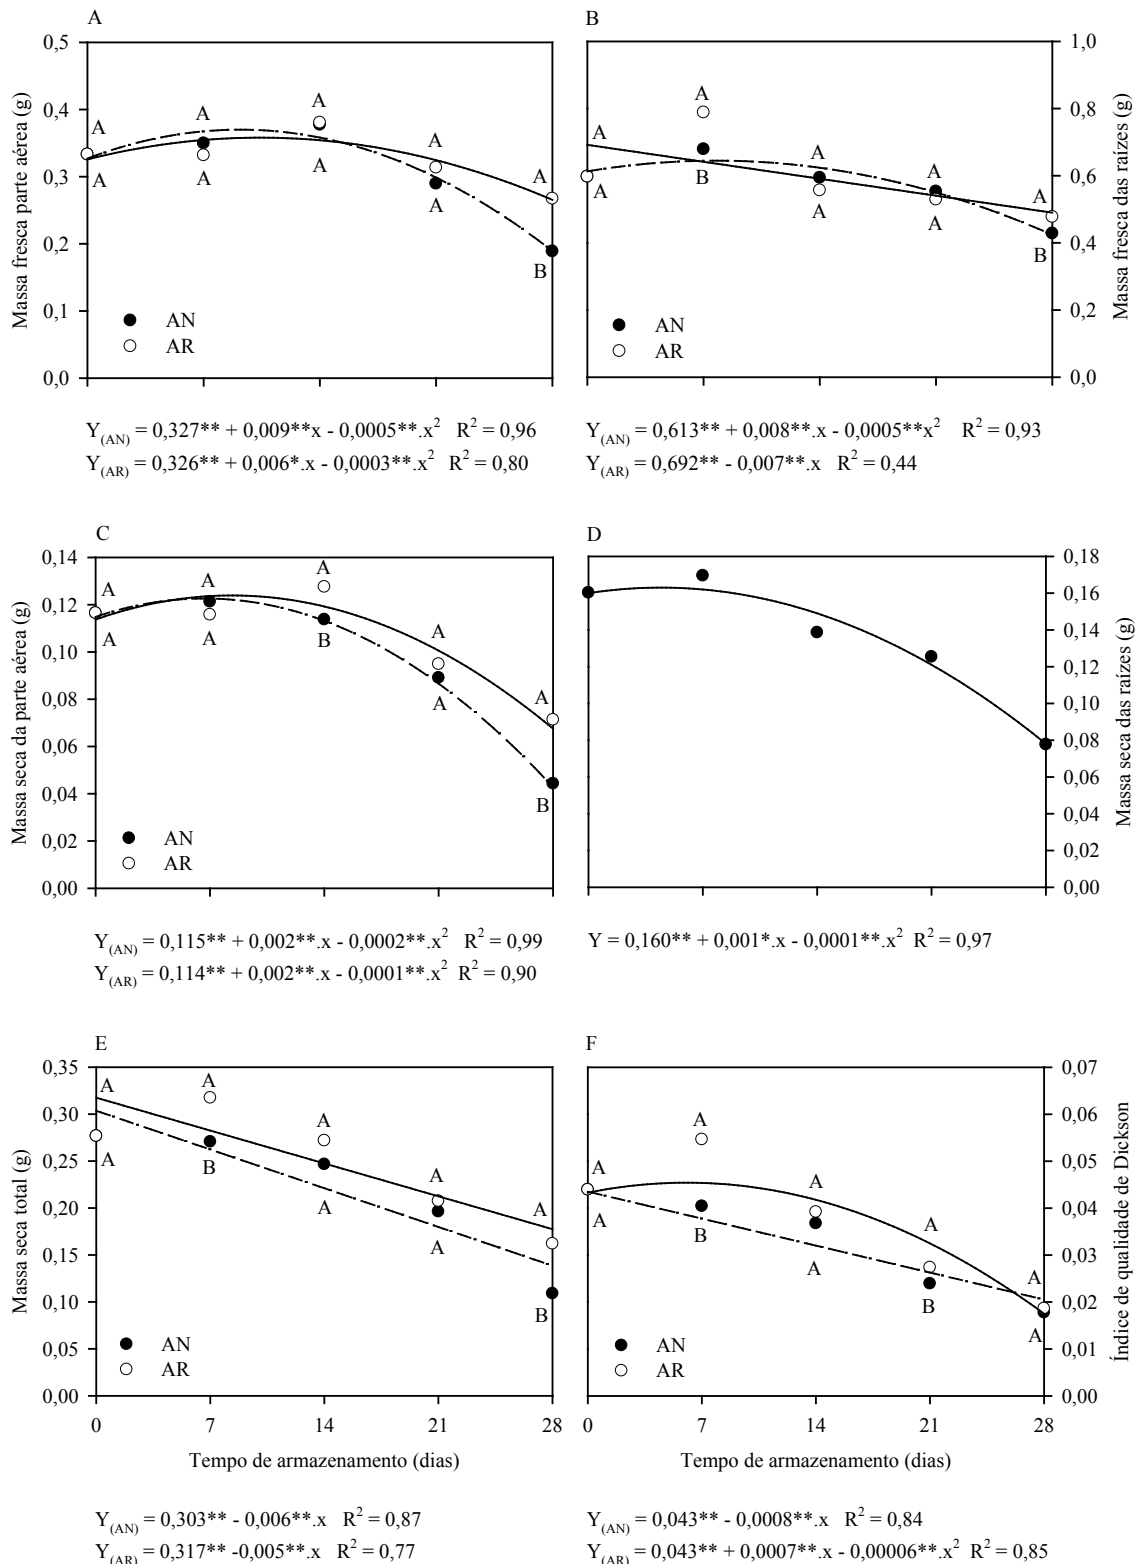 A
0,5
0,4
0,3
0,2
0,1
0,0
Massa fresca parte aérea (g)
A
A
A
A
A
A
A
A
A
B
AN
AR
Y(AN) = 0,327** + 0,009**x - 0,0005**.x² R² = 0,96
Y(AR) = 0,326** + 0,006*.x - 0,0003**.x² R² = 0,80
B
1,0
0,8
0,6
0,4
0,2
0,0
Massa fresca das raízes (g)
A
A
A
B
A
A
A
A
A
B
AN
AR
Y(AN) = 0,613** + 0,008**.x - 0,0005**x² R² = 0,93
Y(AR) = 0,692** - 0,007**.x R² = 0,44
C
0,14
0,12
0,10
0,08
0,06
0,04
0,02
0,00
Massa seca da parte aérea (g)
A
A
A
A
A
B
A
A
A
B
AN
AR
Y(AN) = 0,115** + 0,002**.x - 0,0002**.x² R² = 0,99
Y(AR) = 0,114** + 0,002**.x - 0,0001**.x² R² = 0,90
D
0,18
0,16
0,14
0,12
0,10
0,08
0,06
0,04
0,02
0,00
Massa seca das raízes (g)
Y = 0,160** + 0,001*.x - 0,0001**.x² R² = 0,97
E
0,35
0,30
0,25
0,20
0,15
0,10
0,05
0,00
Massa seca total (g)
A
A
A
B
A
A
A
A
A
B
AN
AR
0 7 14 21 28
Tempo de armazenamento (dias)
Y(AN) = 0,303** - 0,006**.x R² = 0,87
Y(AR) = 0,317** -0,005**.x R² = 0,77
F
0,07
0,06
0,05
0,04
0,03
0,02
0,01
0,00
Índice de qualidade de Dickson
A
A
A
B
A
A
A
B
A
A
AN
AR
0 7 14 21 28
Tempo de armazenamento (dias)
Y(AN) = 0,043** - 0,0008**.x R² = 0,84
Y(AR) = 0,043** + 0,0007**.x - 0,00006**.x² R² = 0,85